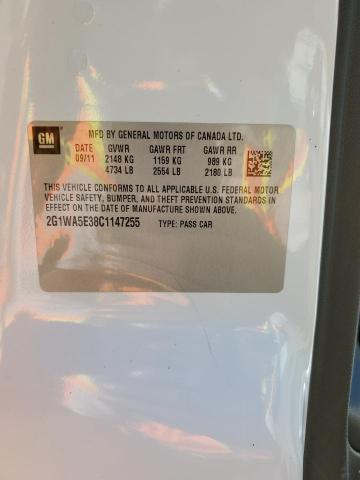 GM
MFD BY GENERAL MOTORS OF CANADA LTD.
DATE GVWR GAWR FRT GAWR RR
09/11 2148 KG 1159 KG 989 KG
4734 LB 2554 LB 2180 LB
THIS VEHICLE CONFORMS TO ALL APPLICABLE U.S. FEDERAL MOTOR
VEHICLE SAFETY, BUMPER, AND THEFT PREVENTION STANDARDS IN
EFFECT ON THE DATE OF MANUFACTURE SHOWN ABOVE.
2G1WA5E38C1147255 TYPE: PASS CAR